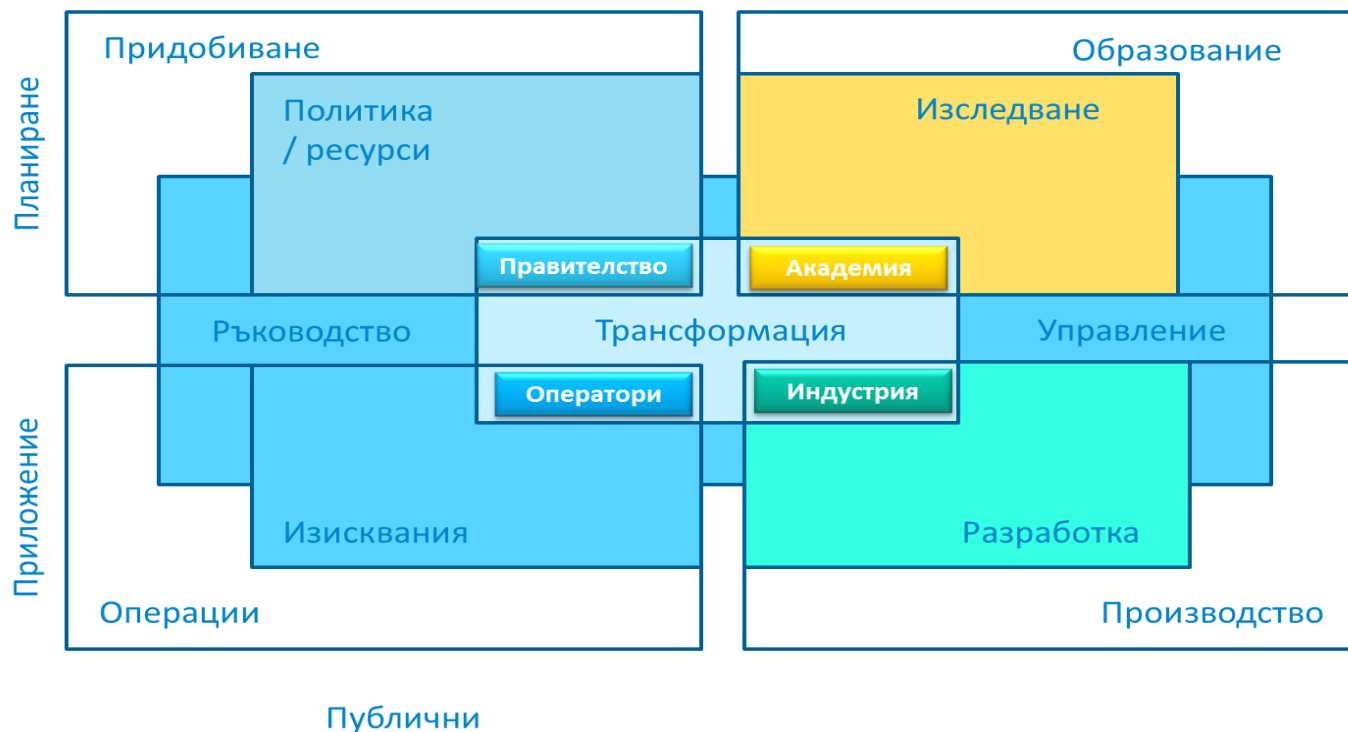 Придобиване
Образование
Политика
/ ресурси
Изследване
Планиране
Правителство
Академия
Ръководство
Трансформация
Управление
Оператори
Индустрия
Приложение
Изисквания
Разработка
Операции
Производство
Публични